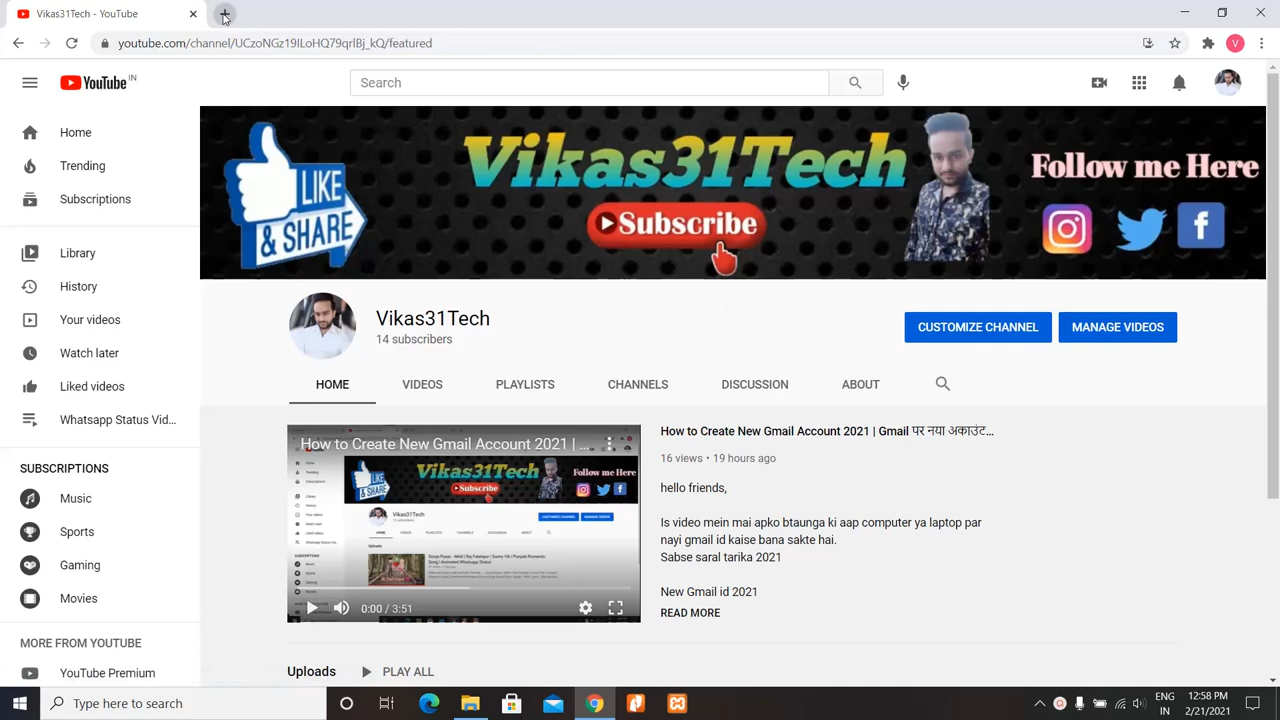 Vikas31Tech - YouTube
youtube.com/channel/UCzoNGz19ILoHQ79qrlBj_kQ/featured
V
YouTube IN
Search
Home
Trending
Subscriptions
Library
History
Your videos
Watch later
Liked videos
Whatsapp Status Vid...
SUBSCRIPTIONS
Music
Sports
Gaming
Movies
MORE FROM YOUTUBE
YouTube Premium
LIKE
& SHARE
Vikas31Tech
Subscribe
Follow me Here
Vikas31Tech
14 subscribers
CUSTOMIZE CHANNEL
MANAGE VIDEOS
HOME VIDEOS PLAYLISTS CHANNELS DISCUSSION ABOUT
How to Create New Gmail Account 2021 | ...
Vikas31Tech
Subscribe
Follow me Here
Vikas31Tech
0:00 / 3:51
How to Create New Gmail Account 2021 | Gmail पर नया अकाउंट...
16 views • 19 hours ago
hello friends,
Is video mein mai apko btaunga ki aap computer ya laptop par
nayi gmail id kaise bana sakte hai.
Sabse saral tarika 2021
New Gmail id 2021
READ MORE
Uploads PLAY ALL
Type here to search
ENG
IN
12:58 PM
2/21/2021